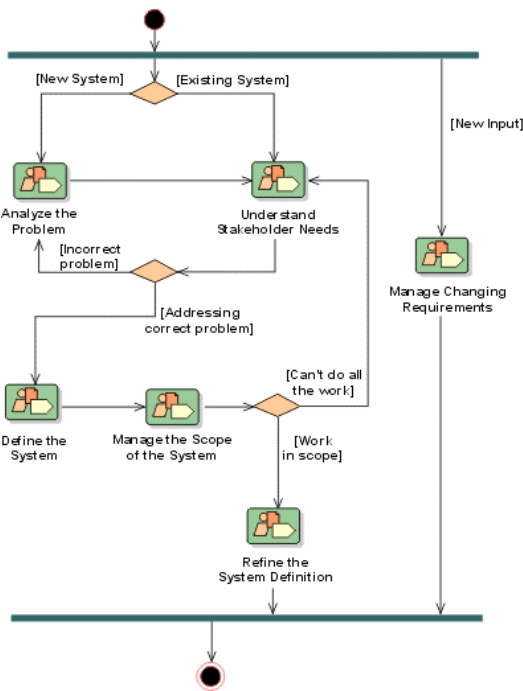 [New System]
[Existing System]
[New Input]
Analyze the
Problem
Understand
Stakeholder Needs
[Incorrect
problem]
Manage Changing
Requirements
[Addressing
correct problem]
[Can't do all
the work]
Define the
System
Manage the Scope
of the System
[Work
in scope]
Refine the
System Definition